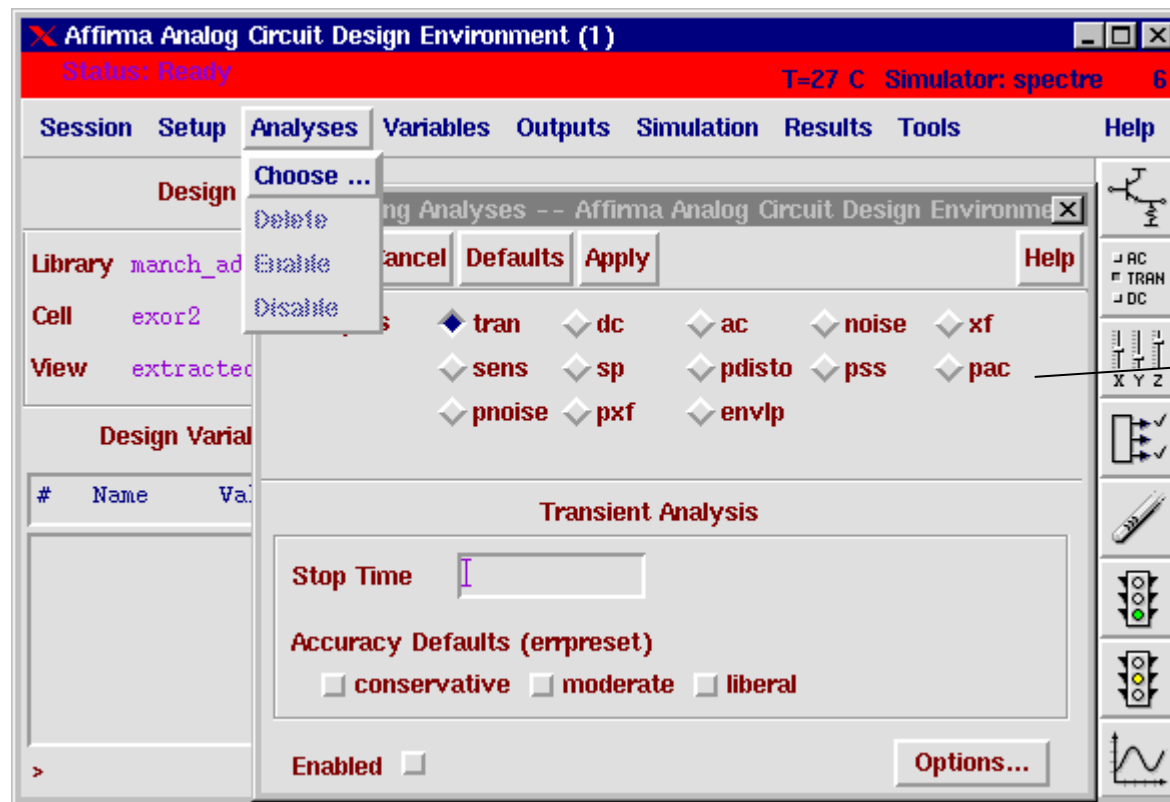 Affirma Analog Circuit Design Environment (1)
Status: Ready
T=27 C Simulator: spectre 6
Session Setup Analyses Variables Outputs Simulation Results Tools Help
Choose ...
Delete
Enable
Disable
Design
Library manch_ad
Cell exor2
View extracted
Design Varial
# Name Val
>
ng Analyses -- Affirma Analog Circuit Design Environme
ancel Defaults Apply Help
tran dc ac noise xf
sens sp pdisto pss pac
pnoise pxf envlp
Transient Analysis
Stop Time
Accuracy Defaults (errpreset)
conservative moderate liberal
Enabled Options...
AC
TRAN
DC
X Y Z